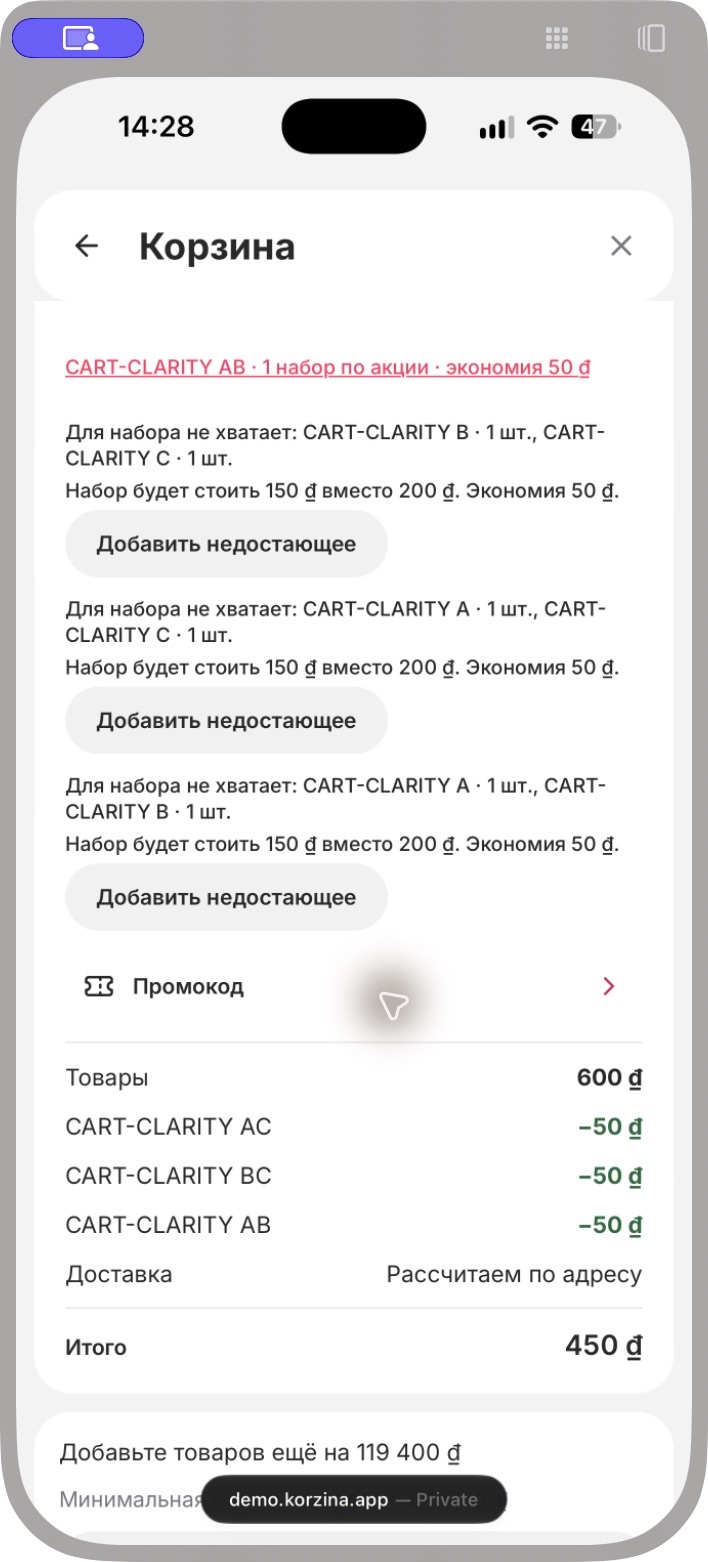 14:28
47
Корзина
CART-CLARITY AB · 1 набор по акции · экономия 50 ₫
Для набора не хватает: CART-CLARITY B · 1 шт., CART-
CLARITY C · 1 шт.
Набор будет стоить 150 ₫ вместо 200 ₫. Экономия 50 ₫.
Добавить недостающее
Для набора не хватает: CART-CLARITY A · 1 шт., CART-
CLARITY C · 1 шт.
Набор будет стоить 150 ₫ вместо 200 ₫. Экономия 50 ₫.
Добавить недостающее
Для набора не хватает: CART-CLARITY A · 1 шт., CART-
CLARITY B · 1 шт.
Набор будет стоить 150 ₫ вместо 200 ₫. Экономия 50 ₫.
Добавить недостающее
Промокод
Товары 600 ₫
CART-CLARITY AC −50 ₫
CART-CLARITY BC −50 ₫
CART-CLARITY AB −50 ₫
Доставка Рассчитаем по адресу
Итого 450 ₫
Добавьте товаров ещё на 119 400 ₫
Минимальная
demo.korzina.app — Private